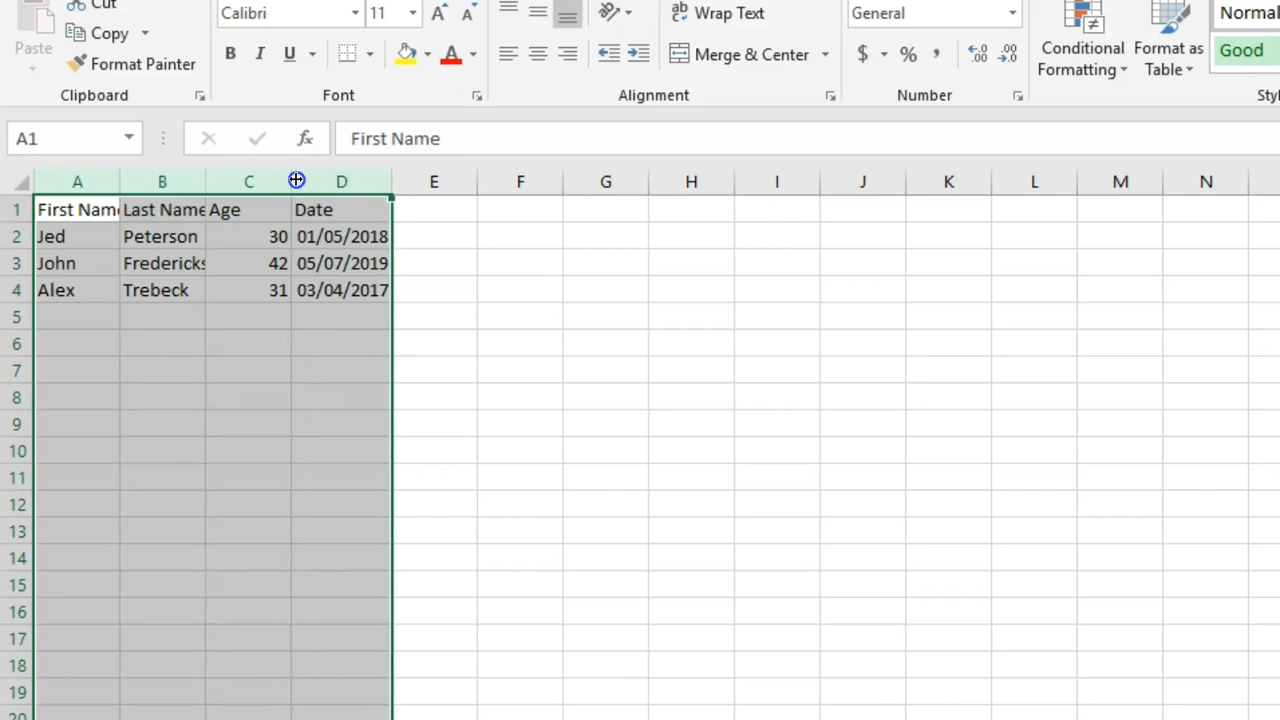 Cut
Calibri 11 A A
Wrap Text
General
Normal
Paste
Copy
Format Painter
B I U A
Merge & Center
$ % ,
Conditional Formatting
Format as Table
Good
Clipboard
Font
Alignment
Number
Sty
A1
fx
First Name
A B C D E F G H I J K L M N
1 First Nam Last Name Age Date
2 Jed Peterson 30 01/05/2018
3 John Fredericks 42 05/07/2019
4 Alex Trebeck 31 03/04/2017
5
6
7
8
9
10
11
12
13
14
15
16
17
18
19
20